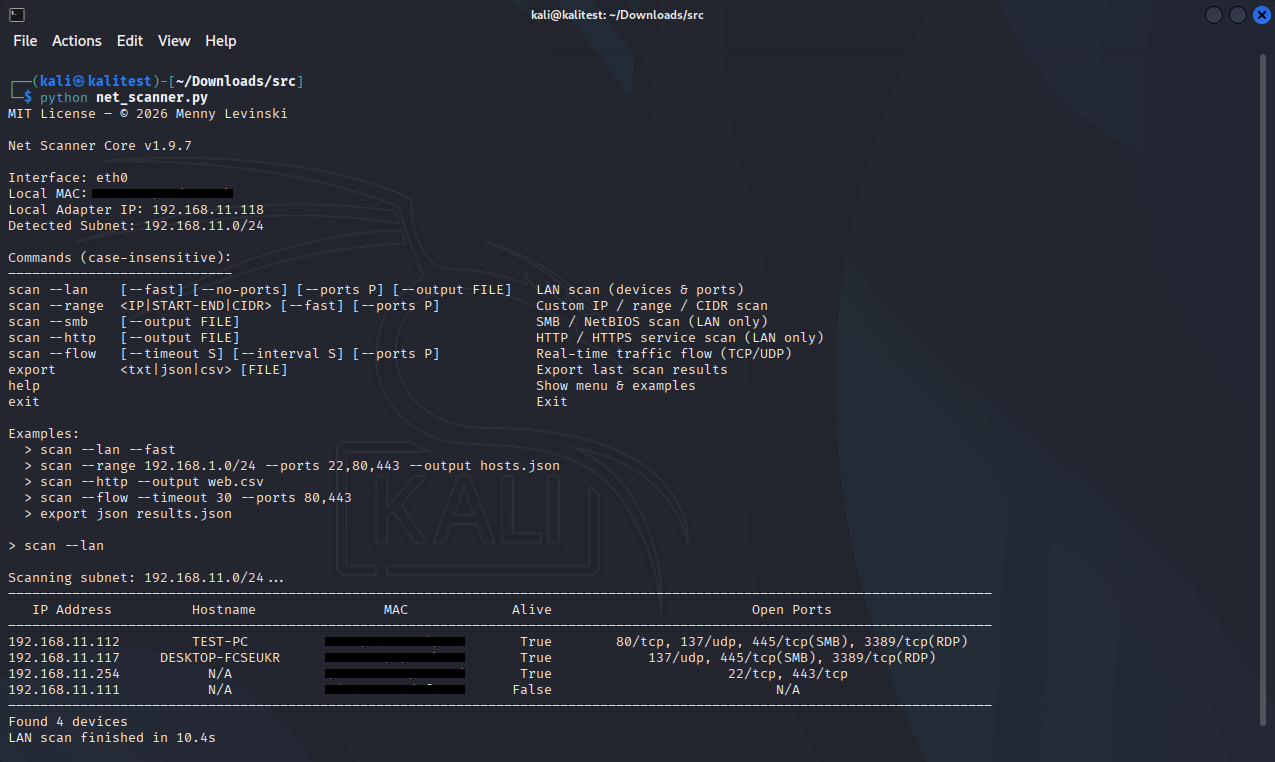 kali@kalitest: ~/Downloads/src
File Actions Edit View Help
┌──(kali㉿kalitest)-[~/Downloads/src]
└─$ python net_scanner.py
MIT License — © 2026 Menny Levinski
Net Scanner Core v1.9.7
Interface: eth0
Local MAC:
Local Adapter IP: 192.168.11.118
Detected Subnet: 192.168.11.0/24
Commands (case-insensitive):
────────────────────────────
scan --lan [--fast] [--no-ports] [--ports P] [--output FILE] LAN scan (devices & ports)
scan --range <IP|START-END|CIDR> [--fast] [--ports P] Custom IP / range / CIDR scan
scan --smb [--output FILE] SMB / NetBIOS scan (LAN only)
scan --http [--output FILE] HTTP / HTTPS service scan (LAN only)
scan --flow [--timeout S] [--interval S] [--ports P] Real-time traffic flow (TCP/UDP)
export <txt|json|csv> [FILE] Export last scan results
help Show menu & examples
exit Exit
Examples:
> scan --lan --fast
> scan --range 192.168.1.0/24 --ports 22,80,443 --output hosts.json
> scan --http --output web.csv
> scan --flow --timeout 30 --ports 80,443
> export json results.json
> scan --lan
Scanning subnet: 192.168.11.0/24...
IP Address Hostname MAC Alive Open Ports
192.168.11.112 TEST-PC True 80/tcp, 137/udp, 445/tcp(SMB), 3389/tcp(RDP)
192.168.11.117 DESKTOP-FCSEUKR True 137/udp, 445/tcp(SMB), 3389/tcp(RDP)
192.168.11.254 N/A True 22/tcp, 443/tcp
192.168.11.111 N/A False N/A
Found 4 devices
LAN scan finished in 10.4s
KALI